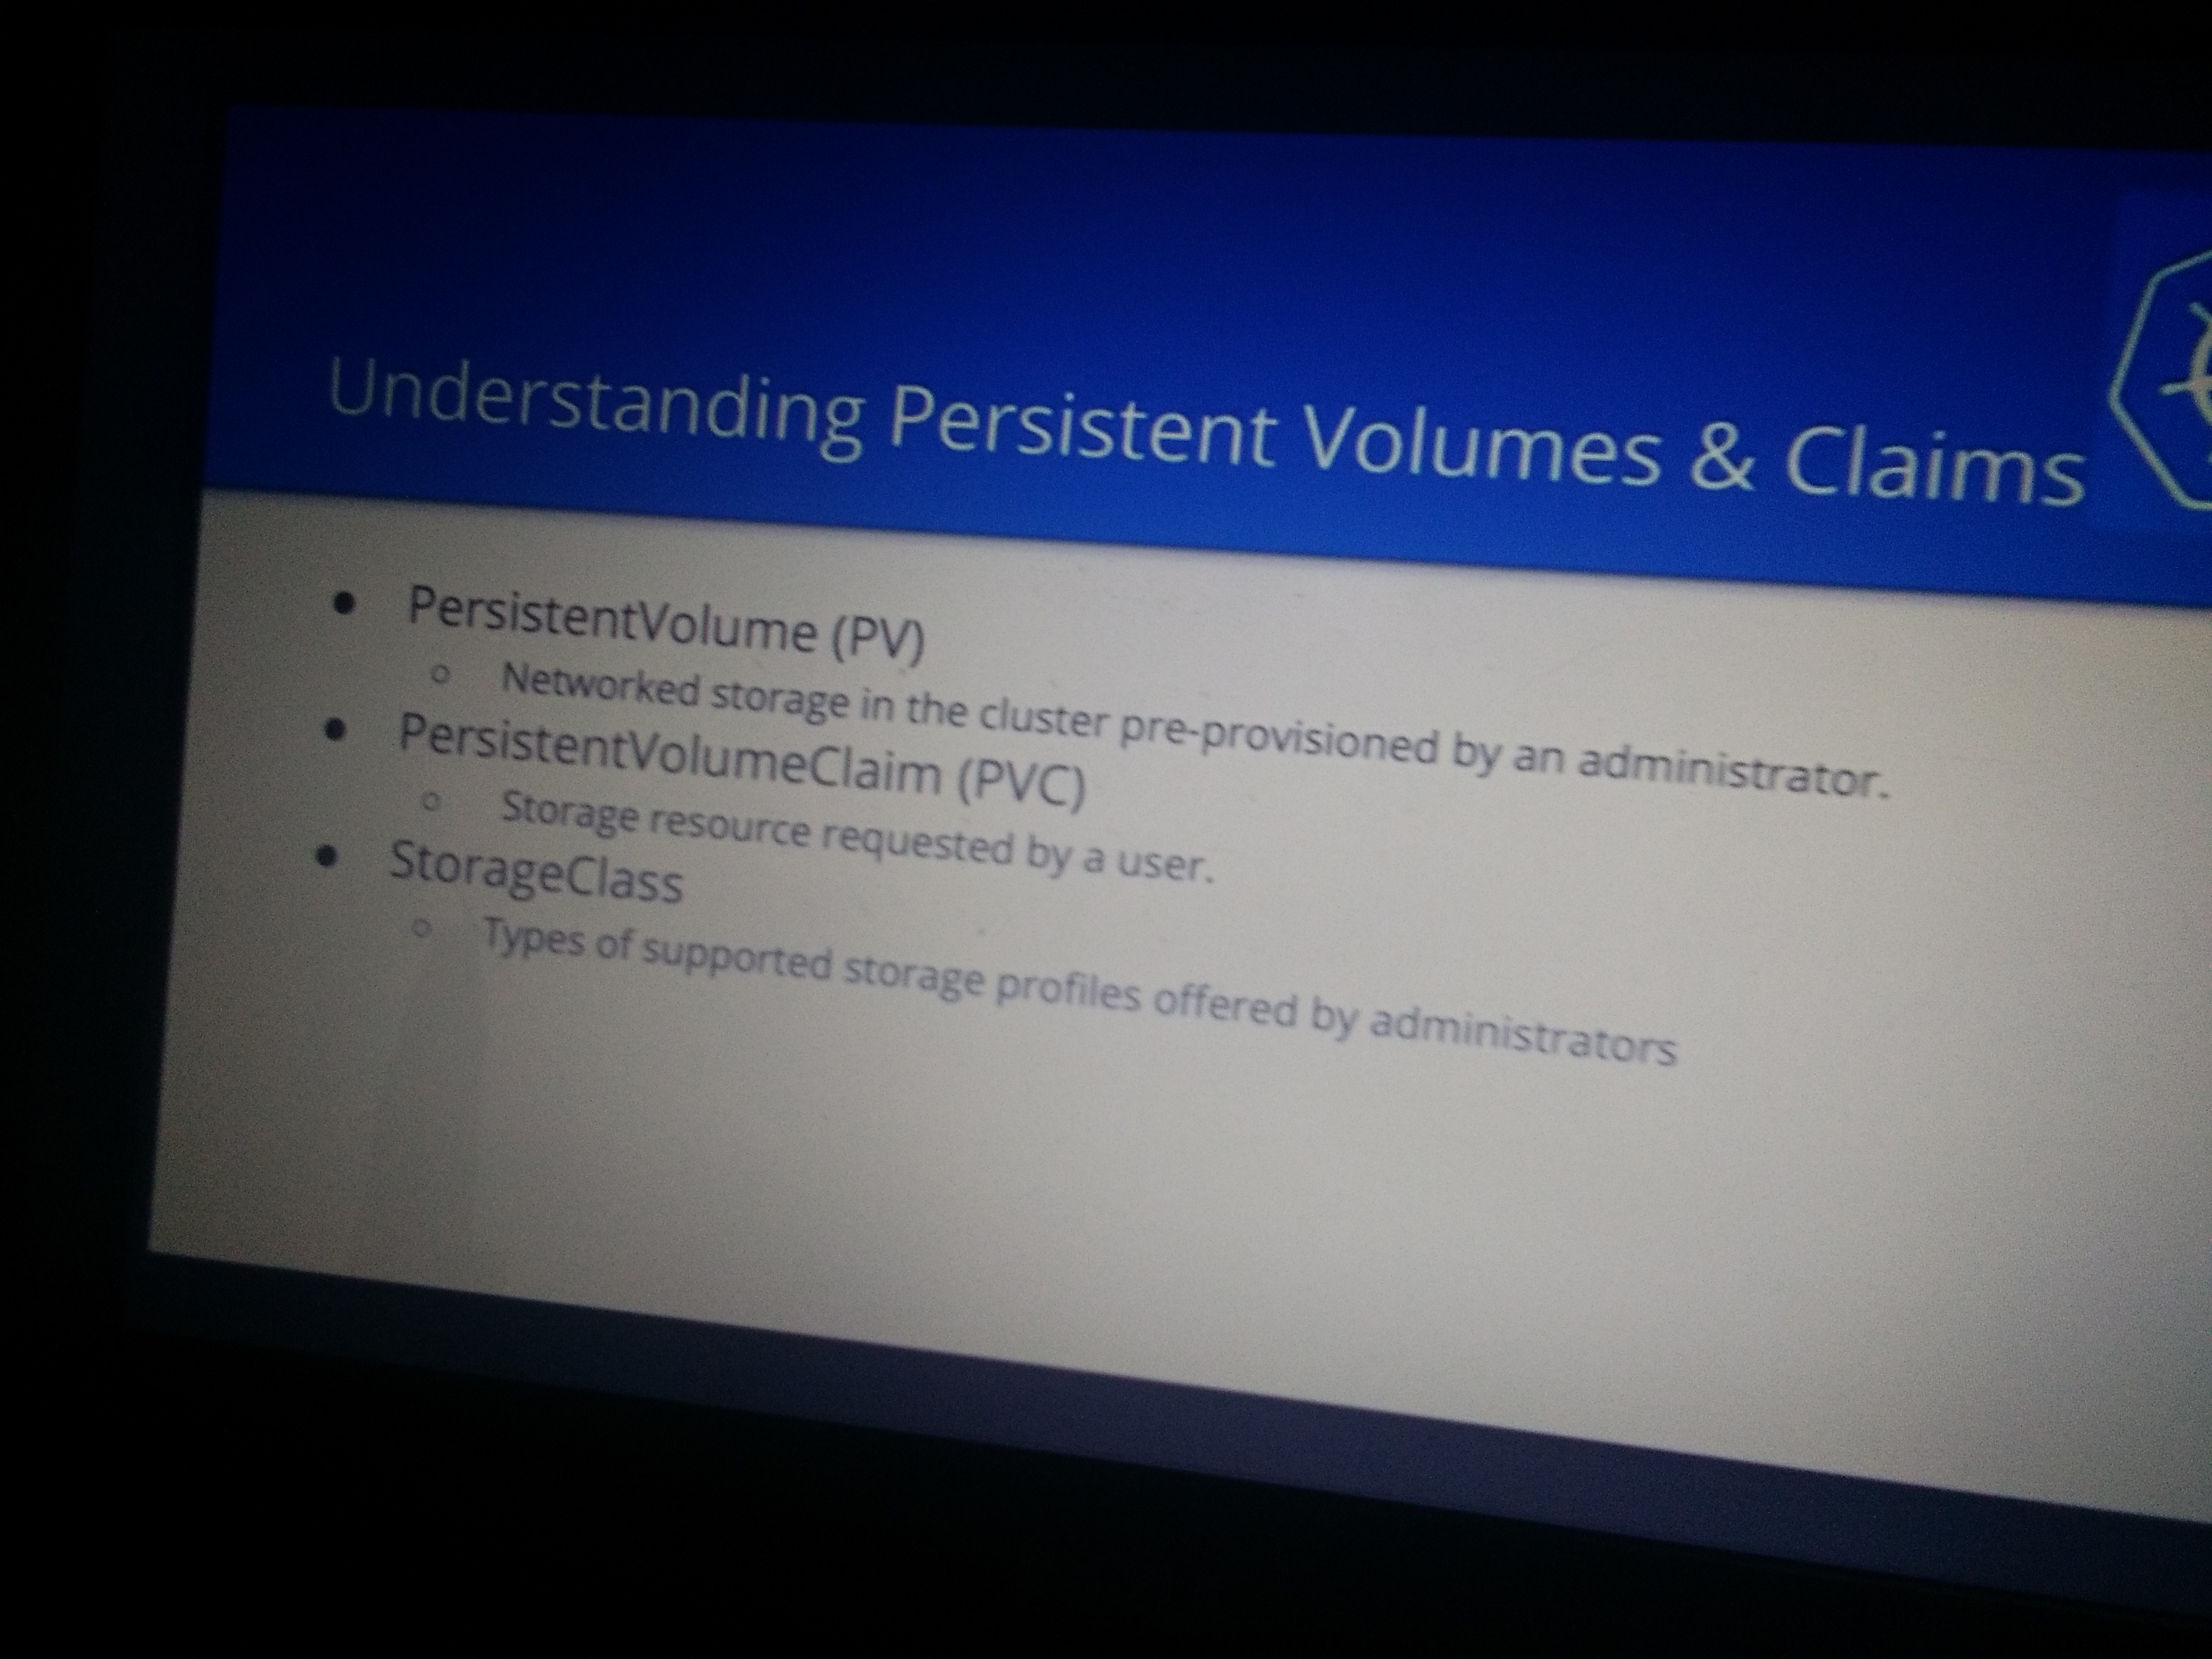 Understanding Persistent Volumes & Claims
● PersistentVolume (PV)
○ Networked storage in the cluster pre-provisioned by an administrator.
● PersistentVolumeClaim (PVC)
○ Storage resource requested by a user.
● StorageClass
○ Types of supported storage profiles offered by administrators